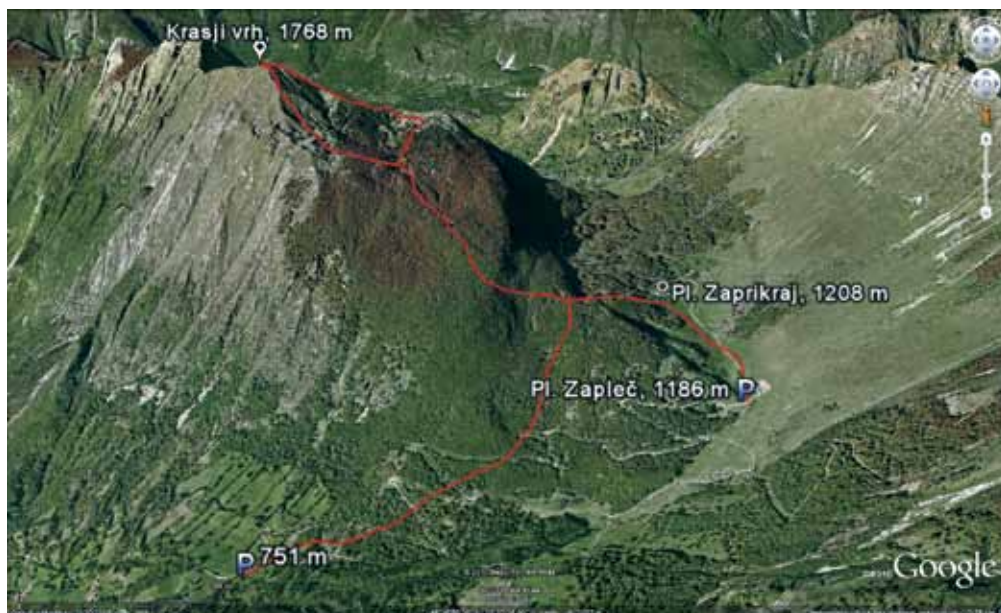 Krasji vrh, 1768 m
Pl. Zaprikraj, 1208 m
Pl. Zapleč, 1186 m P
P 751 m
Google